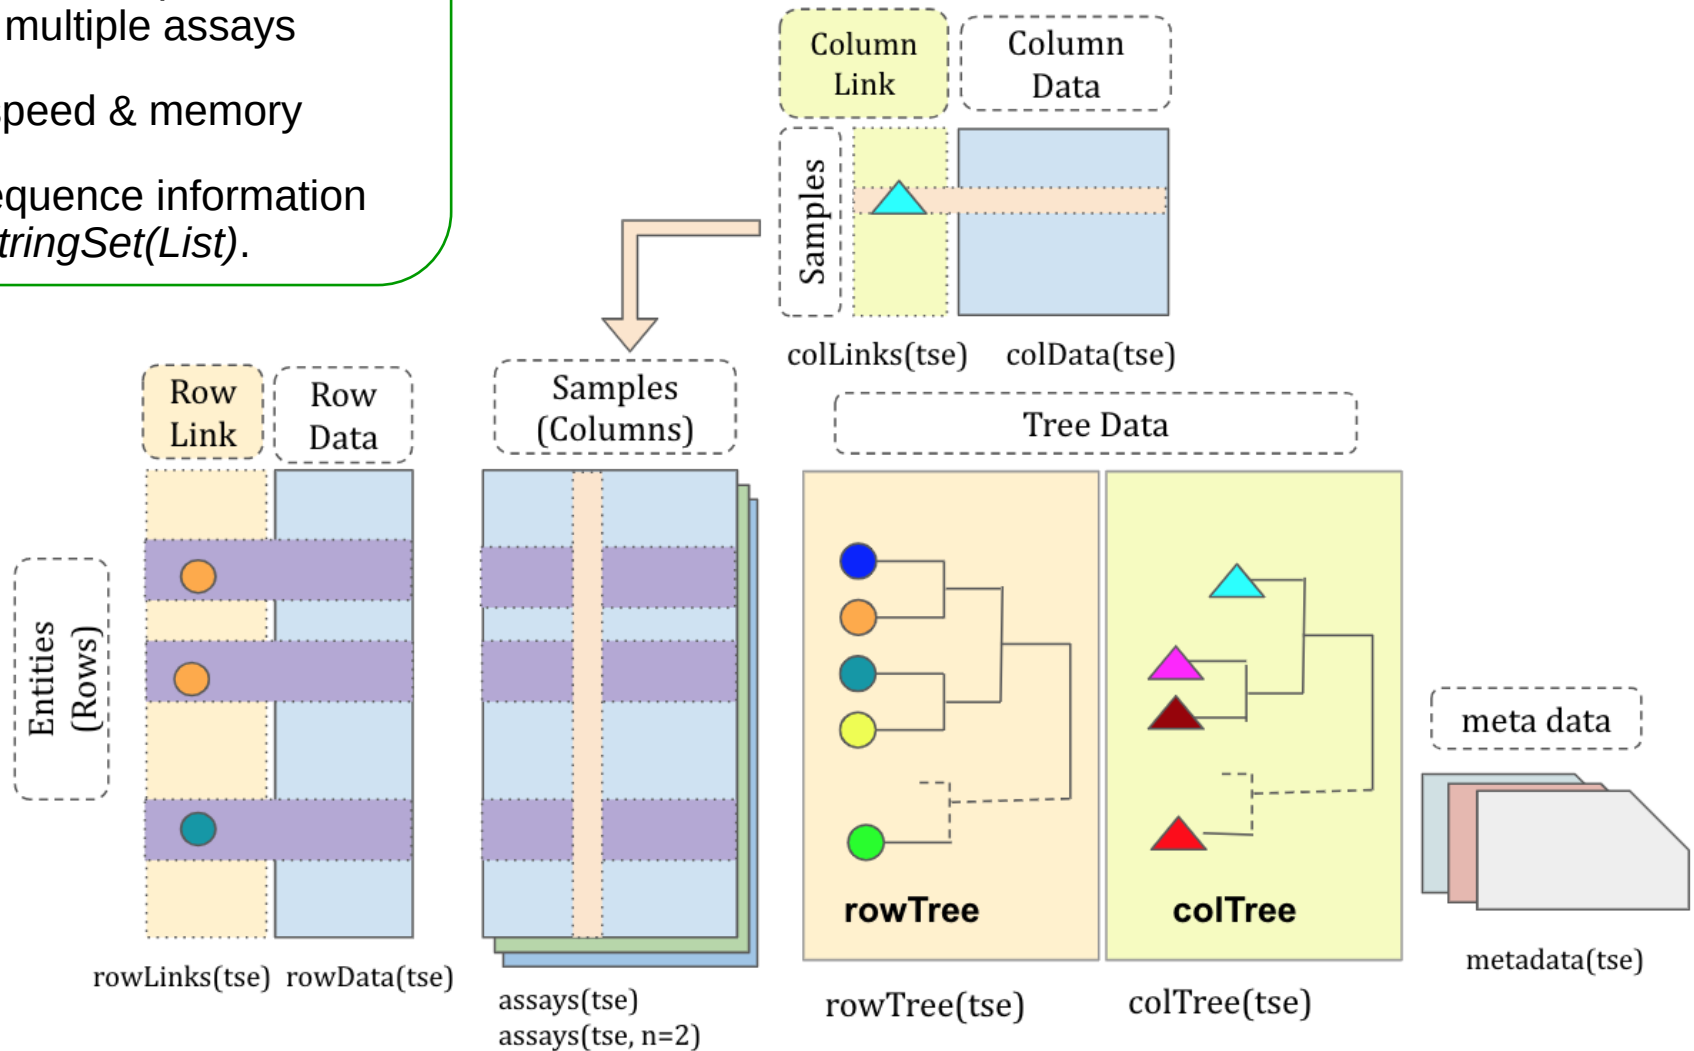 multiple assays
speed & memory
equence information
tringSet(List).
Column
Link
Column
Data
Samples
colLinks(tse)
colData(tse)
Row
Link
Row
Data
Samples
(Columns)
Tree Data
Entities
(Rows)
rowTree
colTree
meta data
rowLinks(tse)
rowData(tse)
assays(tse)
assays(tse, n=2)
rowTree(tse)
colTree(tse)
metadata(tse)